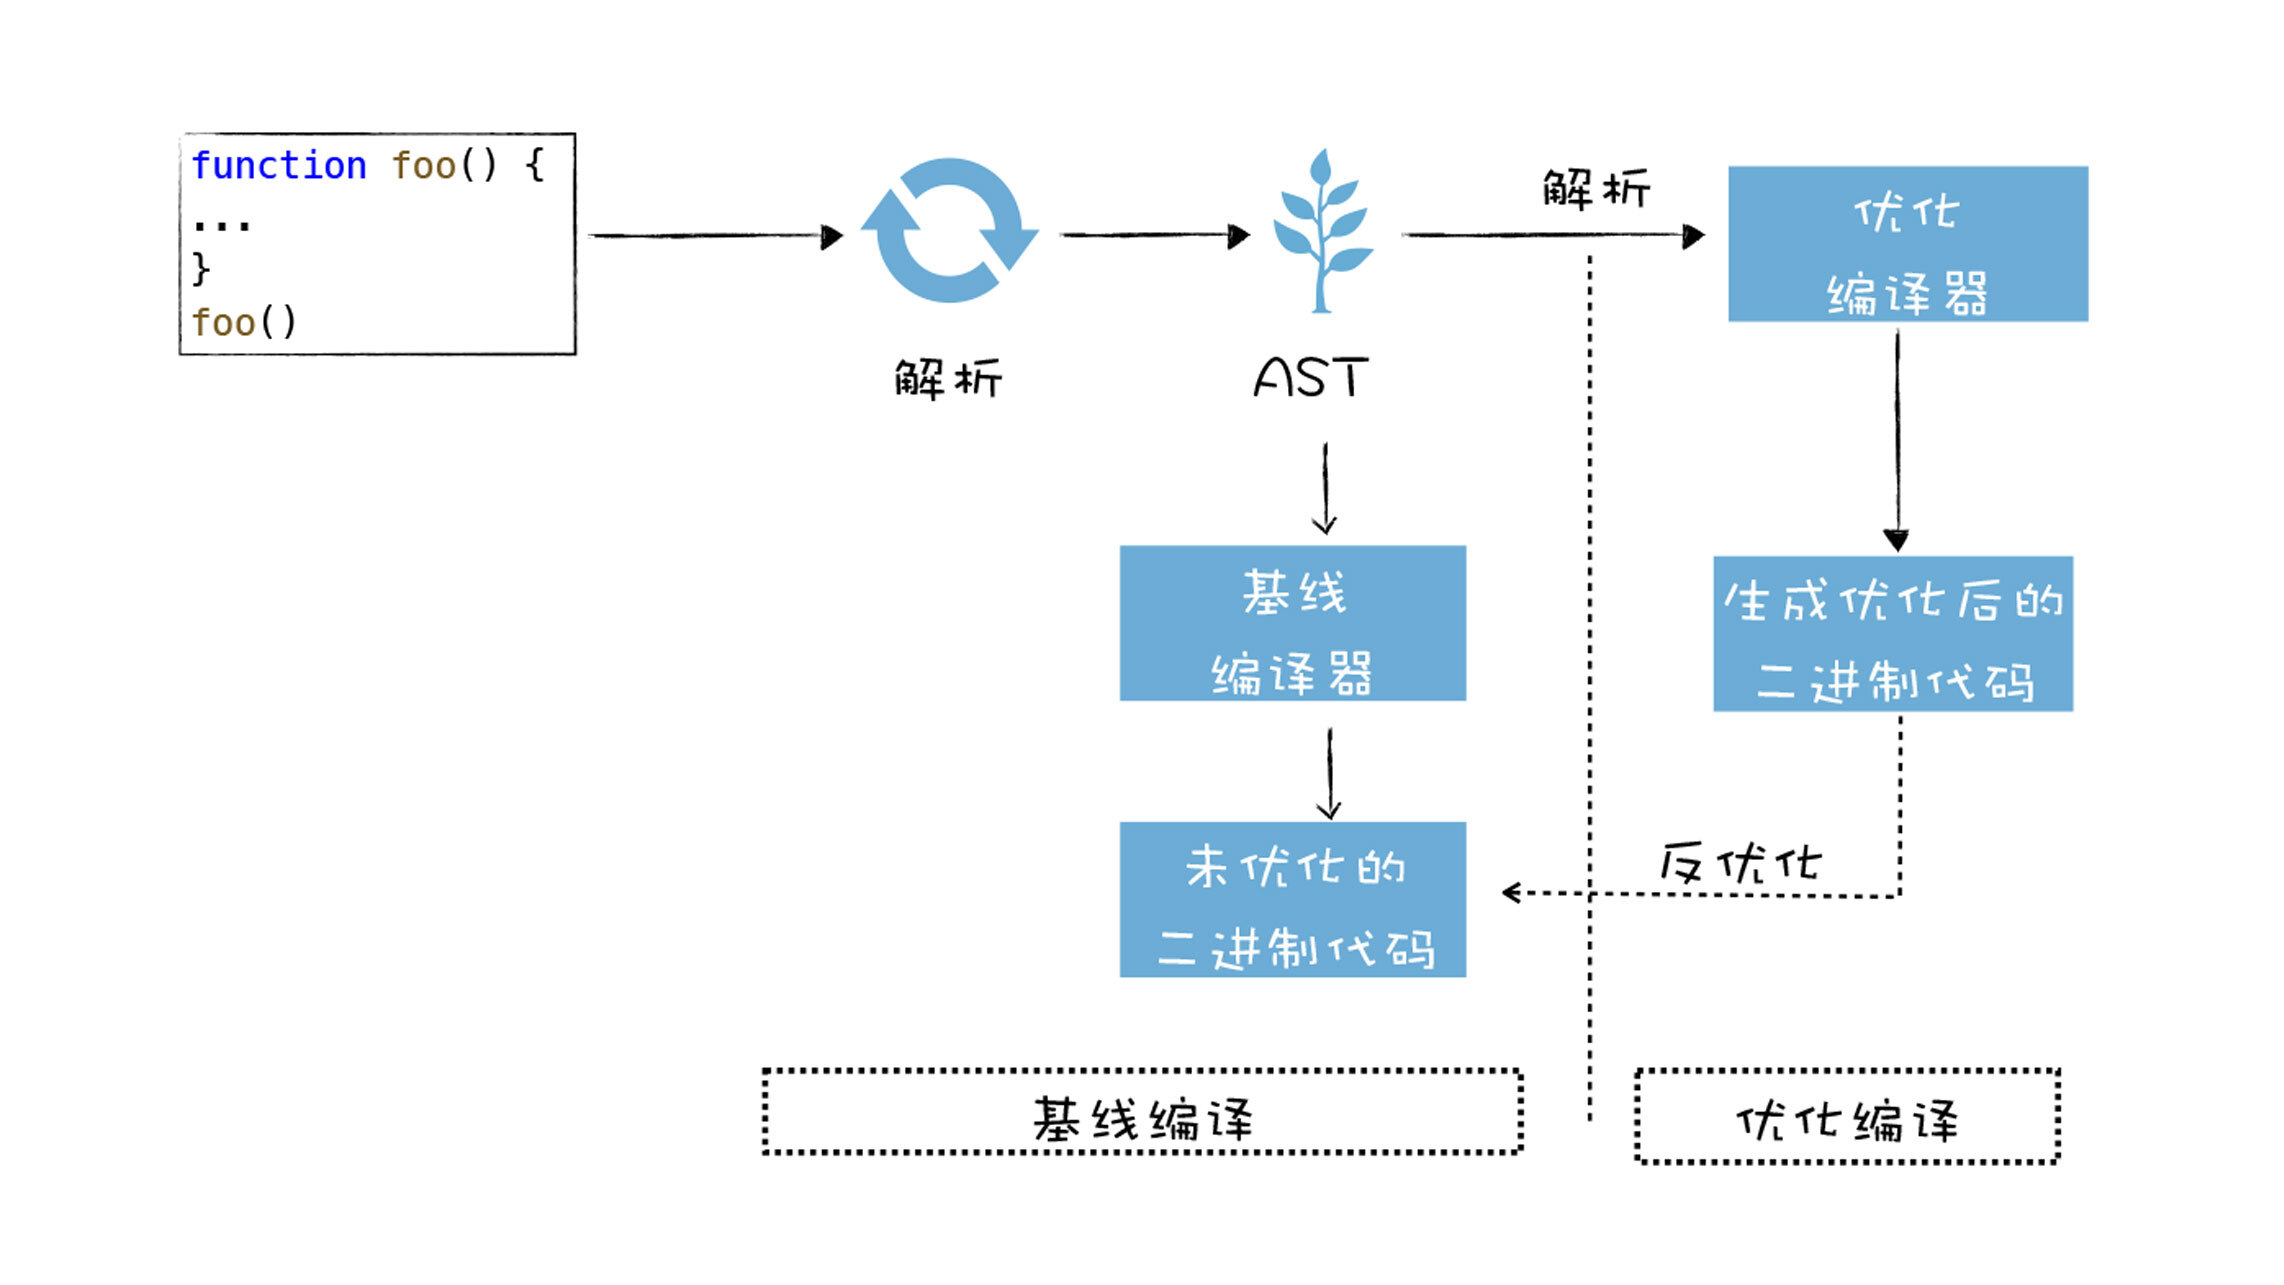 function foo() {
...
}
foo()
解析
AST
解析
优化
编译器
基线
编译器
生成优化后的
二进制代码
未优化的
二进制代码
反优化
基线编译
优化编译